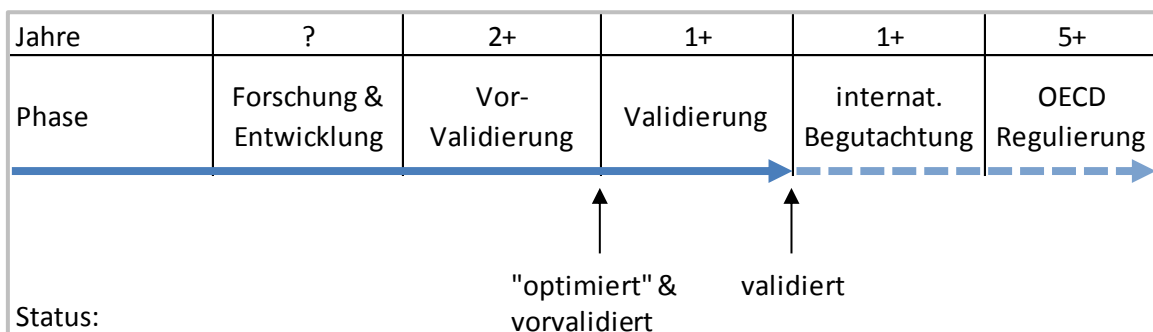 Jahre ? 2+ 1+ 1+ 5+
Phase
Forschung &
Entwicklung
Vor-
Validierung
Validierung
internat.
Begutachtung
OECD
Regulierung
"optimiert" &
vorvalidiert
validiert
Status: